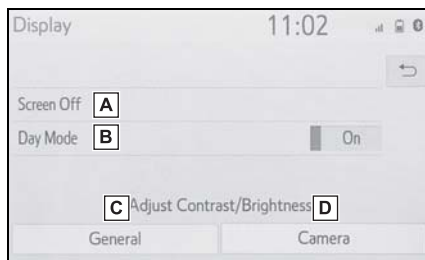 Display 11:02
Screen Off A
Day Mode B On
C Adjust Contrast/Brightness D
General Camera